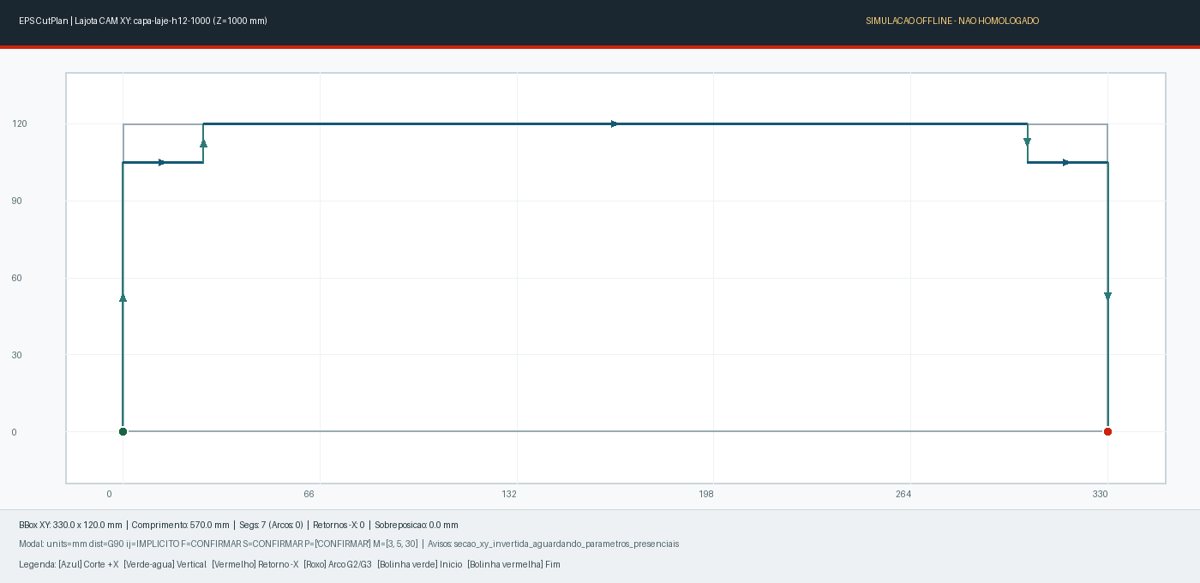 EPS CutPlan | Lajota CAM XY: capa-laje-h12-1000 (Z=1000 mm)
SIMULACAO OFFLINE - NAO HOMOLOGADO
120
90
60
30
0
0
66
132
198
264
330
BBox XY: 330.0 x 120.0 mm | Comprimento: 570.0 mm | Segs: 7 (Arcos: 0) | Retornos -X: 0 | Sobreposicao: 0.0 mm
Modal: units=mm dist=G90 ij=IMPLICITO F=CONFIRMAR S=CONFIRMAR P=['CONFIRMAR'] M=[3, 5, 30] | Avisos: secao_xy_invertida_aguardando_parametros_presenciais
Legenda: [Azul] Corte +X [Verde-agua] Vertical [Vermelho] Retorno -X [Roxo] Arco G2/G3 [Bolinha verde] Inicio [Bolinha vermelha] Fim